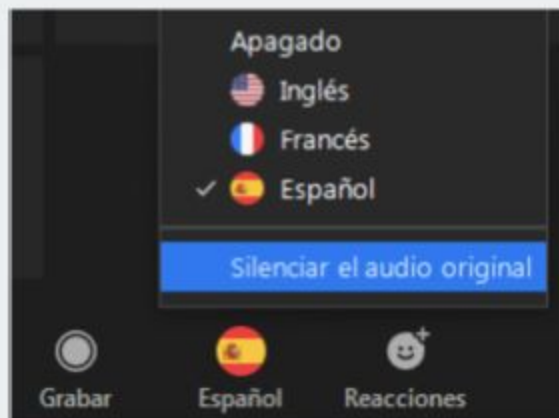 Apagado
Inglés
Francés
Español
Silenciar el audio original
Grabar
Español
Reacciones